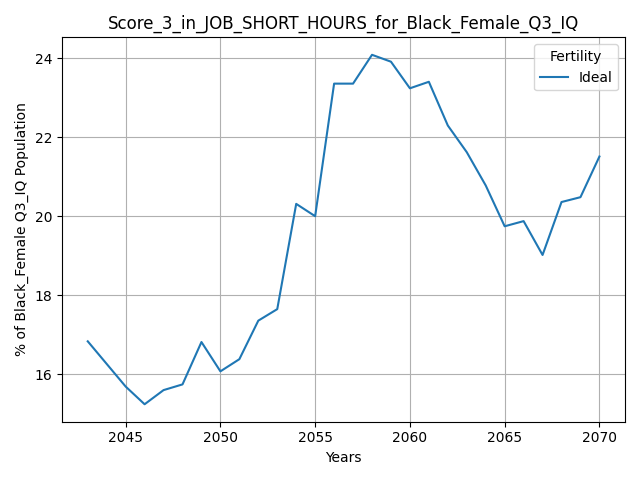 Score_3_in_JOB_SHORT_HOURS_for_Black_Female_Q3_IQ
Fertility
Ideal
% of Black_Female Q3_IQ Population
24
22
20
18
16
2045 2050 2055 2060 2065 2070
Years